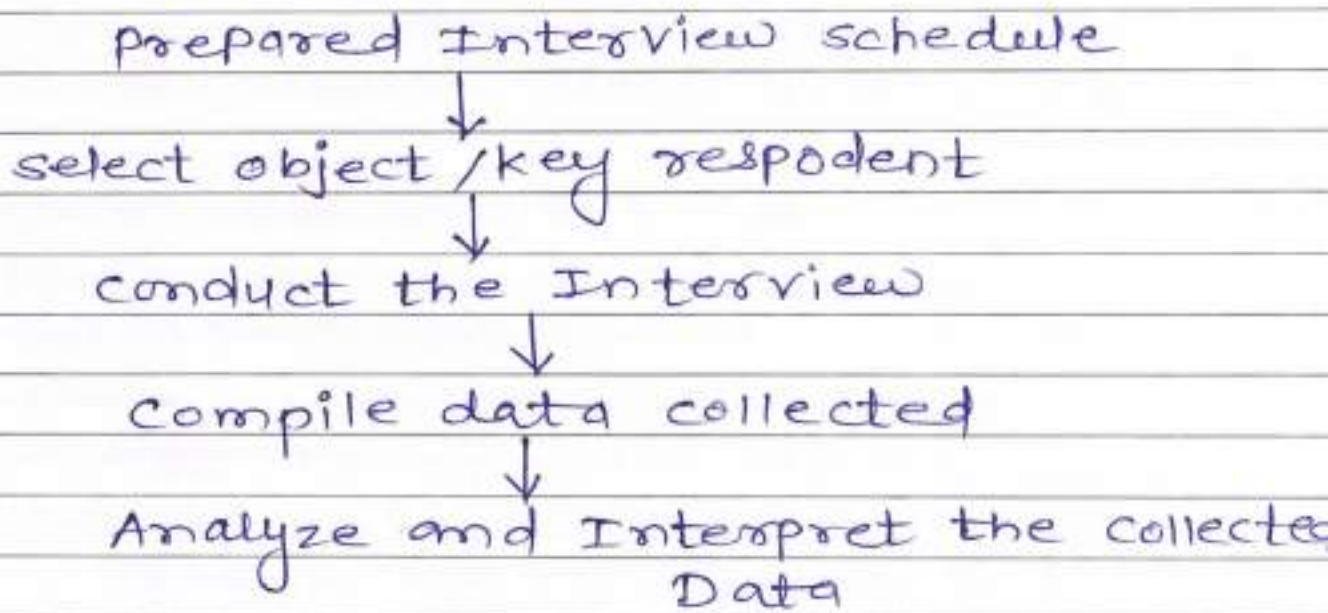 prepared Interview schedule
↓
select object /key respodent
↓
conduct the Interview
↓
compile data collected
↓
Analyze and Interpret the collected
Data